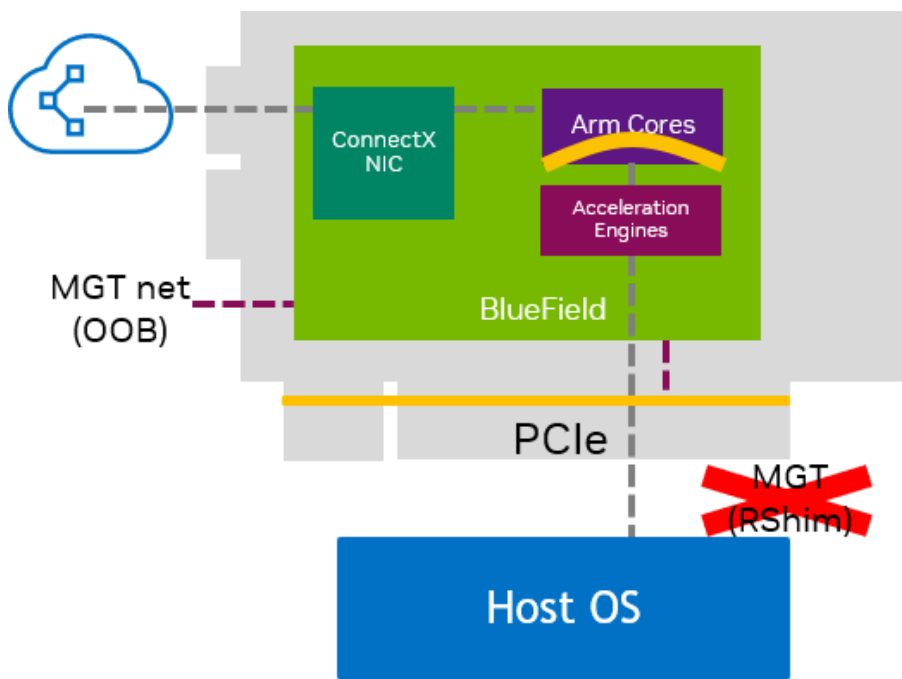 ConnectX
NIC
Arm Cores
Acceleration
Engines
MGT net
(OOB)
BlueField
PCIe
MGT
(RShim)
Host OS